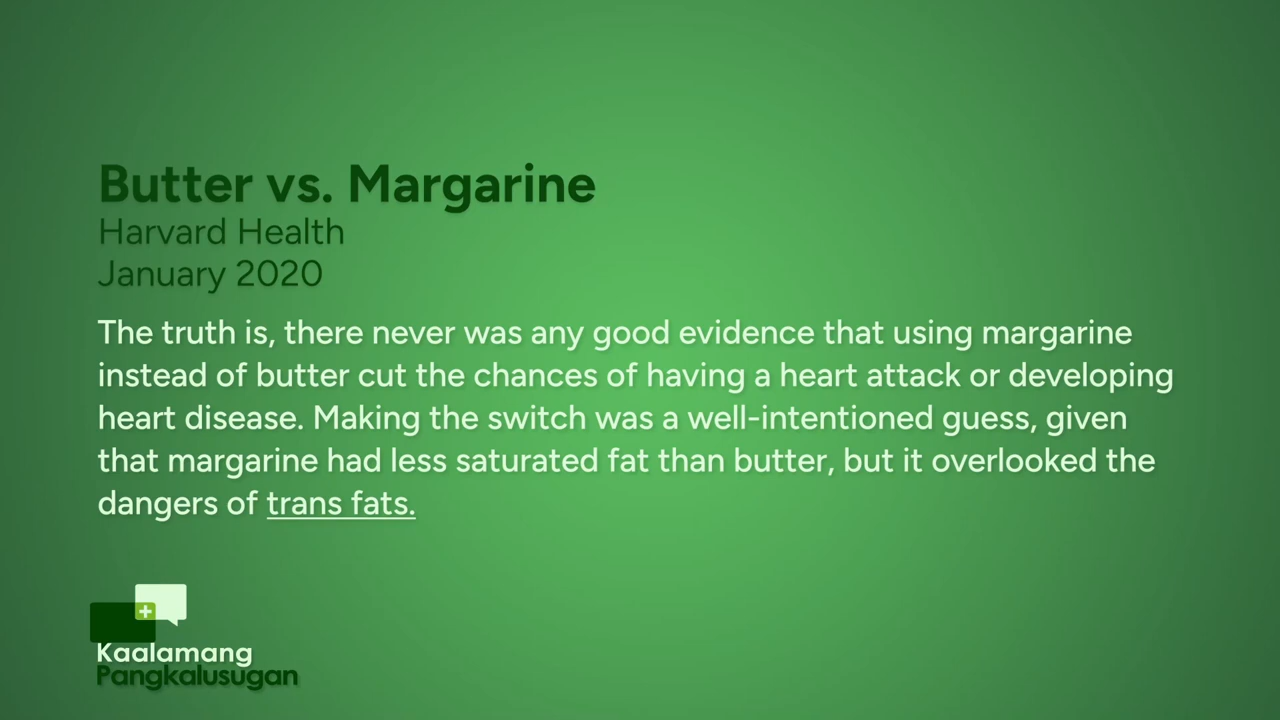 Butter vs. Margarine
Harvard Health
January 2020
The truth is, there never was any good evidence that using margarine
instead of butter cut the chances of having a heart attack or developing
heart disease. Making the switch was a well-intentioned guess, given
that margarine had less saturated fat than butter, but it overlooked the
dangers of trans fats.
Kaalamang
Pangkalusugan